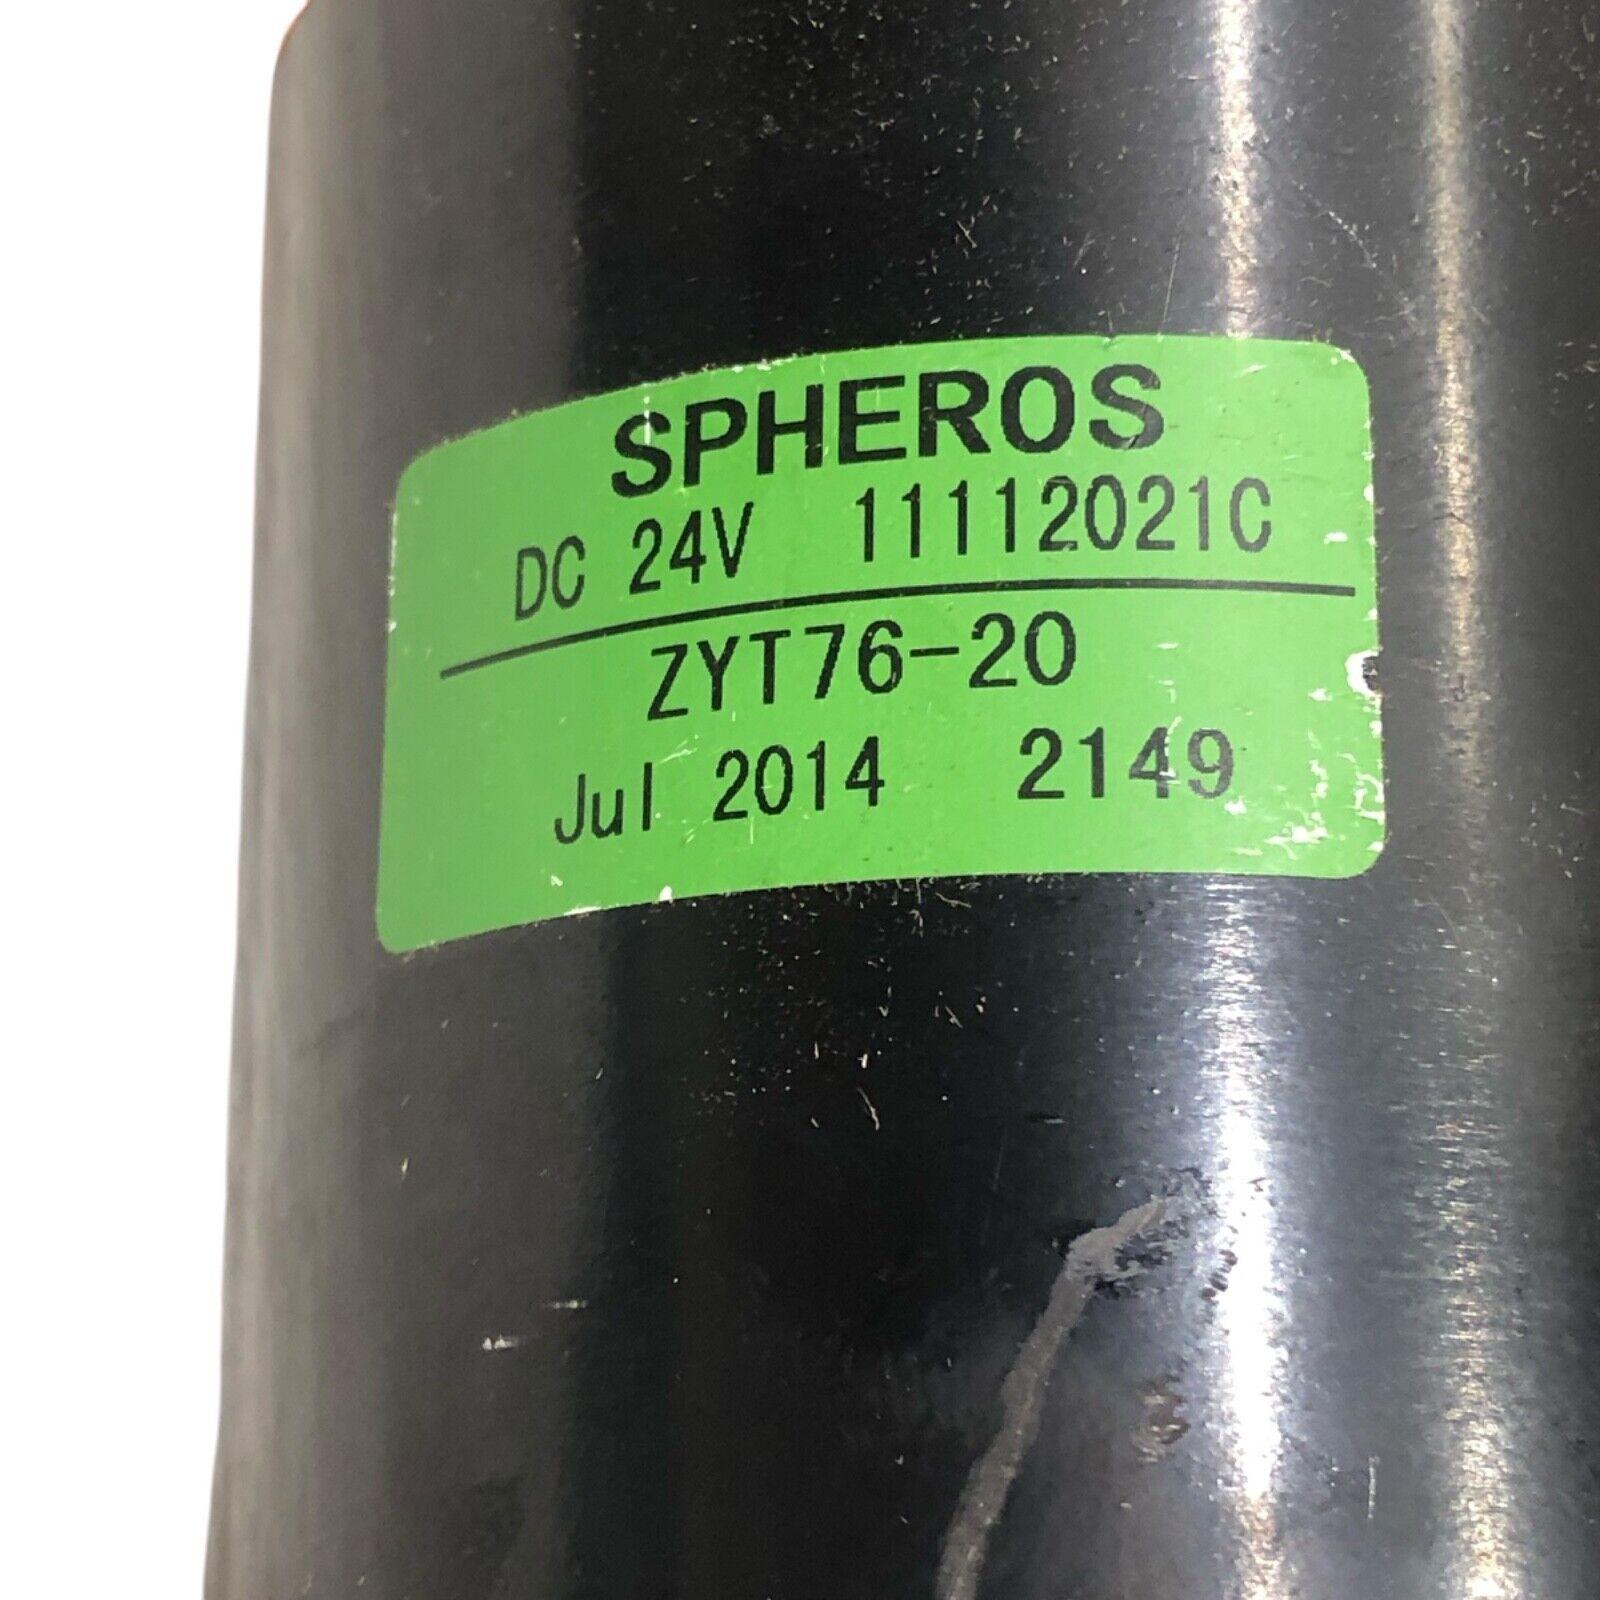 SPHEROS
DC 24V 11112021C
ZYT76-20
Jul 2014 2149